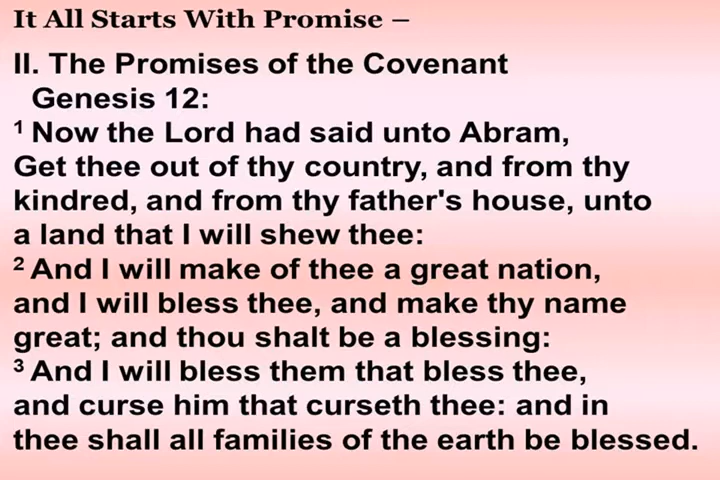 It All Starts With Promise –
II. The Promises of the Covenant
Genesis 12:
¹ Now the Lord had said unto Abram,
Get thee out of thy country, and from thy
kindred, and from thy father's house, unto
a land that I will shew thee:
² And I will make of thee a great nation,
and I will bless thee, and make thy name
great; and thou shalt be a blessing:
³ And I will bless them that bless thee,
and curse him that curseth thee: and in
thee shall all families of the earth be blessed.